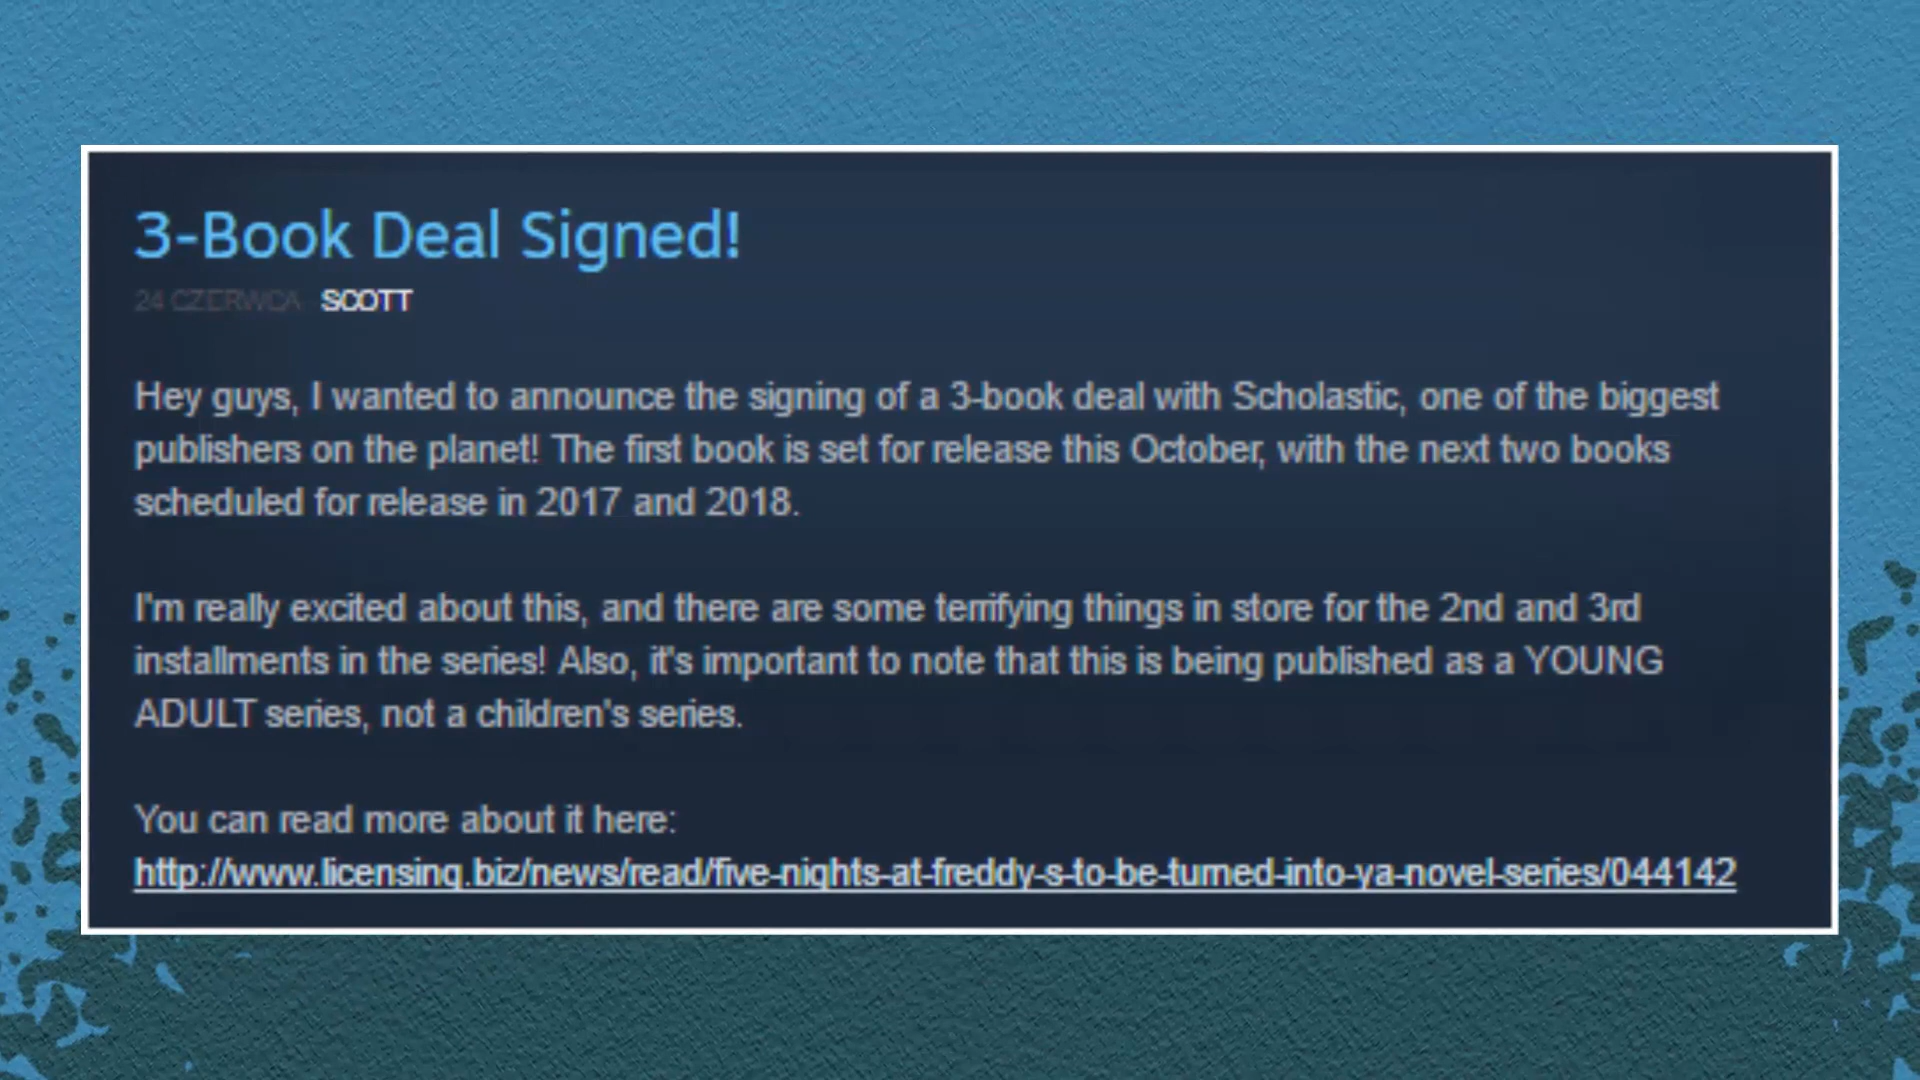 3-Book Deal Signed!
24 CZERWCA SCOTT
Hey guys, I wanted to announce the signing of a 3-book deal with Scholastic, one of the biggest
publishers on the planet! The first book is set for release this October, with the next two books
scheduled for release in 2017 and 2018.
I'm really excited about this, and there are some terrifying things in store for the 2nd and 3rd
installments in the series! Also, it's important to note that this is being published as a YOUNG
ADULT series, not a children's series.
You can read more about it here:
http://www.licensing.biz/news/read/five-nights-at-freddy-s-to-be-turned-into-ya-novel-series/044142